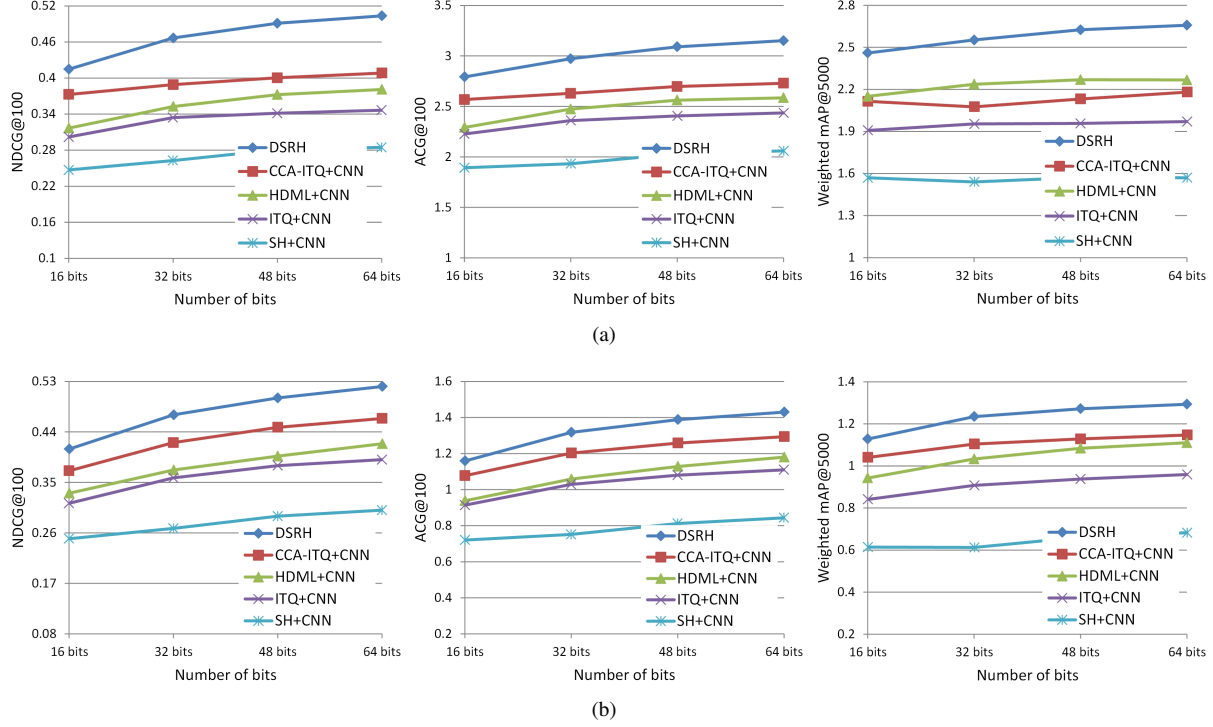 0.52
0.46
0.4
0.34
0.28
0.22
0.16
0.1
NDCG@100
16 bits 32 bits 48 bits 64 bits
Number of bits
DSRH
CCA-ITQ+CNN
HDML+CNN
ITQ+CNN
SH+CNN
3.5
3
2.5
2
1.5
1
ACG@100
16 bits 32 bits 48 bits 64 bits
Number of bits
DSRH
CCA-ITQ+CNN
HDML+CNN
ITQ+CNN
SH+CNN
2.8
2.5
2.2
1.9
1.6
1.3
1
Weighted mAP@5000
16 bits 32 bits 48 bits 64 bits
Number of bits
DSRH
CCA-ITQ+CNN
HDML+CNN
ITQ+CNN
SH+CNN
(a)
0.53
0.44
0.35
0.26
0.17
0.08
NDCG@100
16 bits 32 bits 48 bits 64 bits
Number of bits
DSRH
CCA-ITQ+CNN
HDML+CNN
ITQ+CNN
SH+CNN
1.6
1.4
1.2
1
0.8
0.6
0.4
0.2
ACG@100
16 bits 32 bits 48 bits 64 bits
Number of bits
DSRH
CCA-ITQ+CNN
HDML+CNN
ITQ+CNN
SH+CNN
1.4
1.2
1
0.8
0.6
0.4
0.2
Weighted mAP@5000
16 bits 32 bits 48 bits 64 bits
Number of bits
DSRH
CCA-ITQ+CNN
HDML+CNN
ITQ+CNN
SH+CNN
(b)